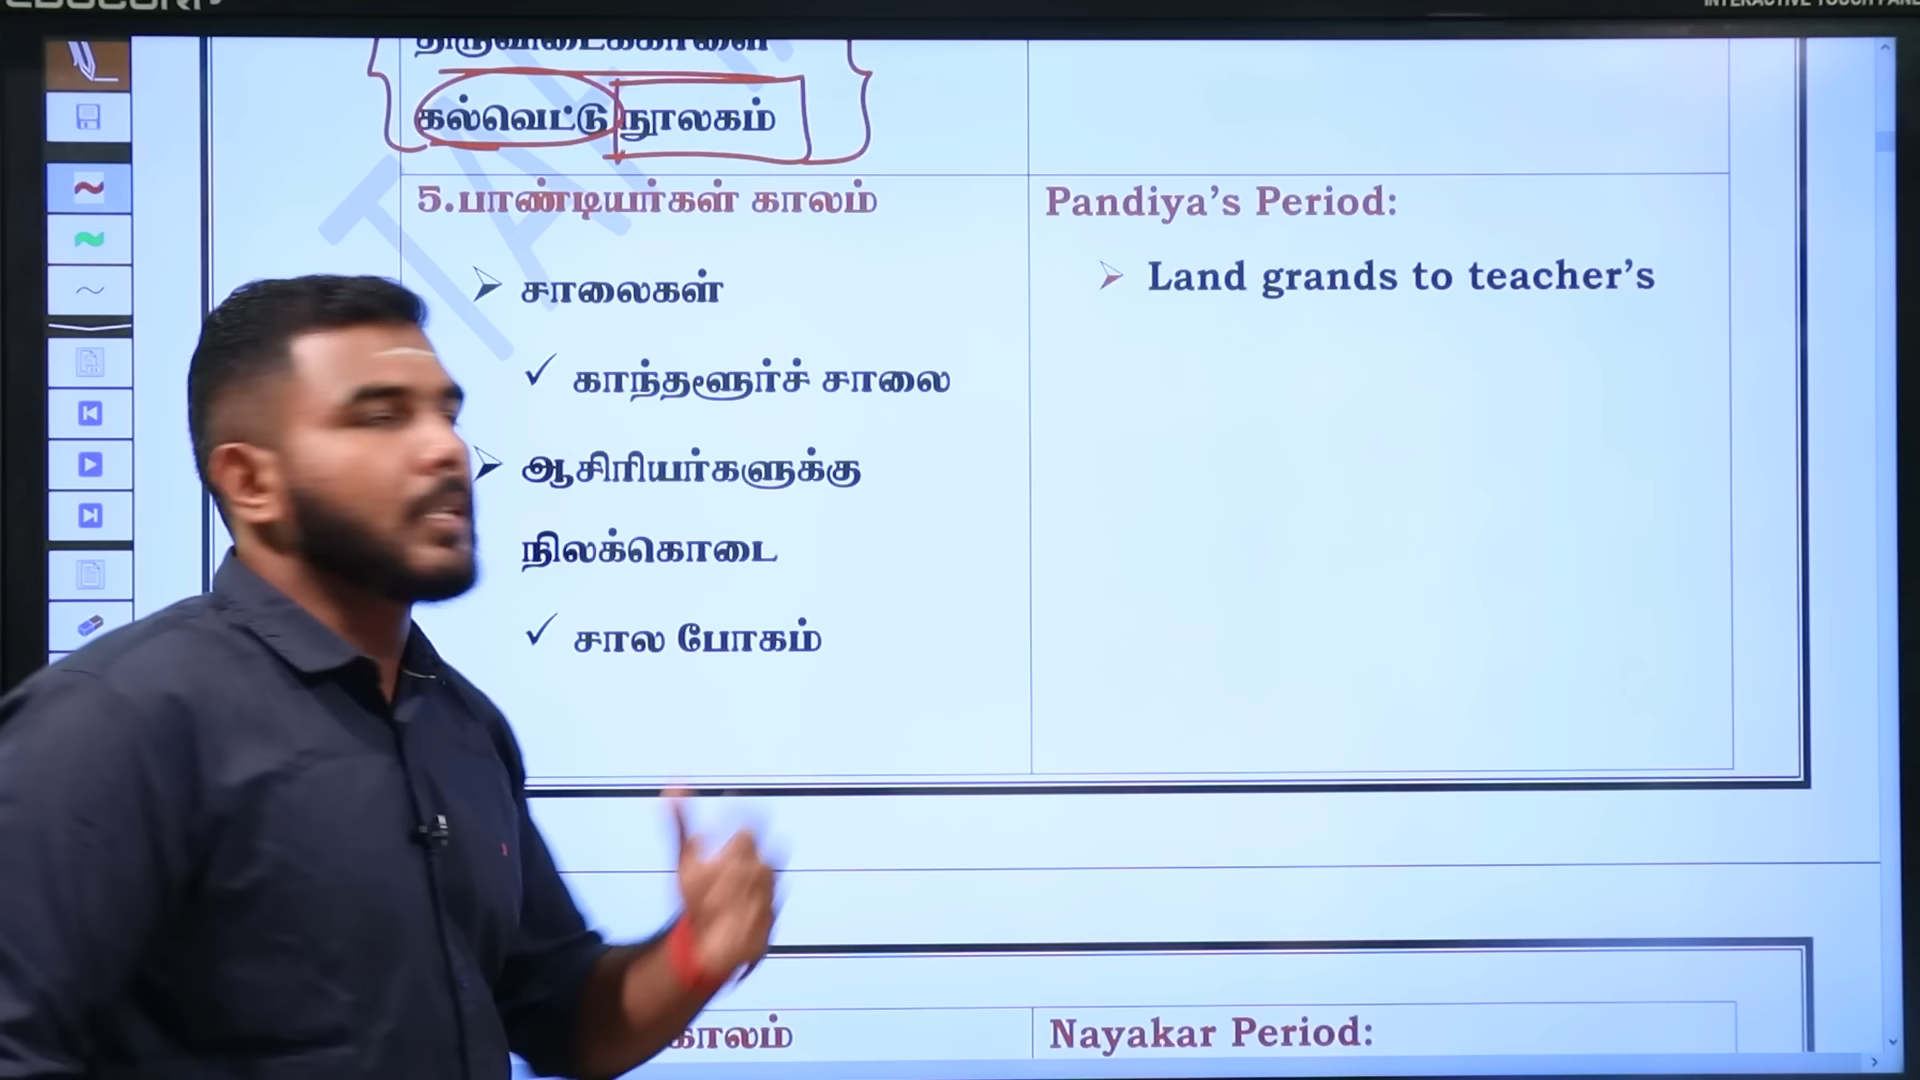 திருவிடைக்காளை
கல்வெட்டு நூலகம்
5.பாண்டியர்கள் காலம்
சாலைகள்
காந்தளூர்ச் சாலை
ஆசிரியர்களுக்கு
நிலக்கொடை
சால போகம்
Pandiya's Period:
Land grands to teacher's
காலம்
Nayakar Period: